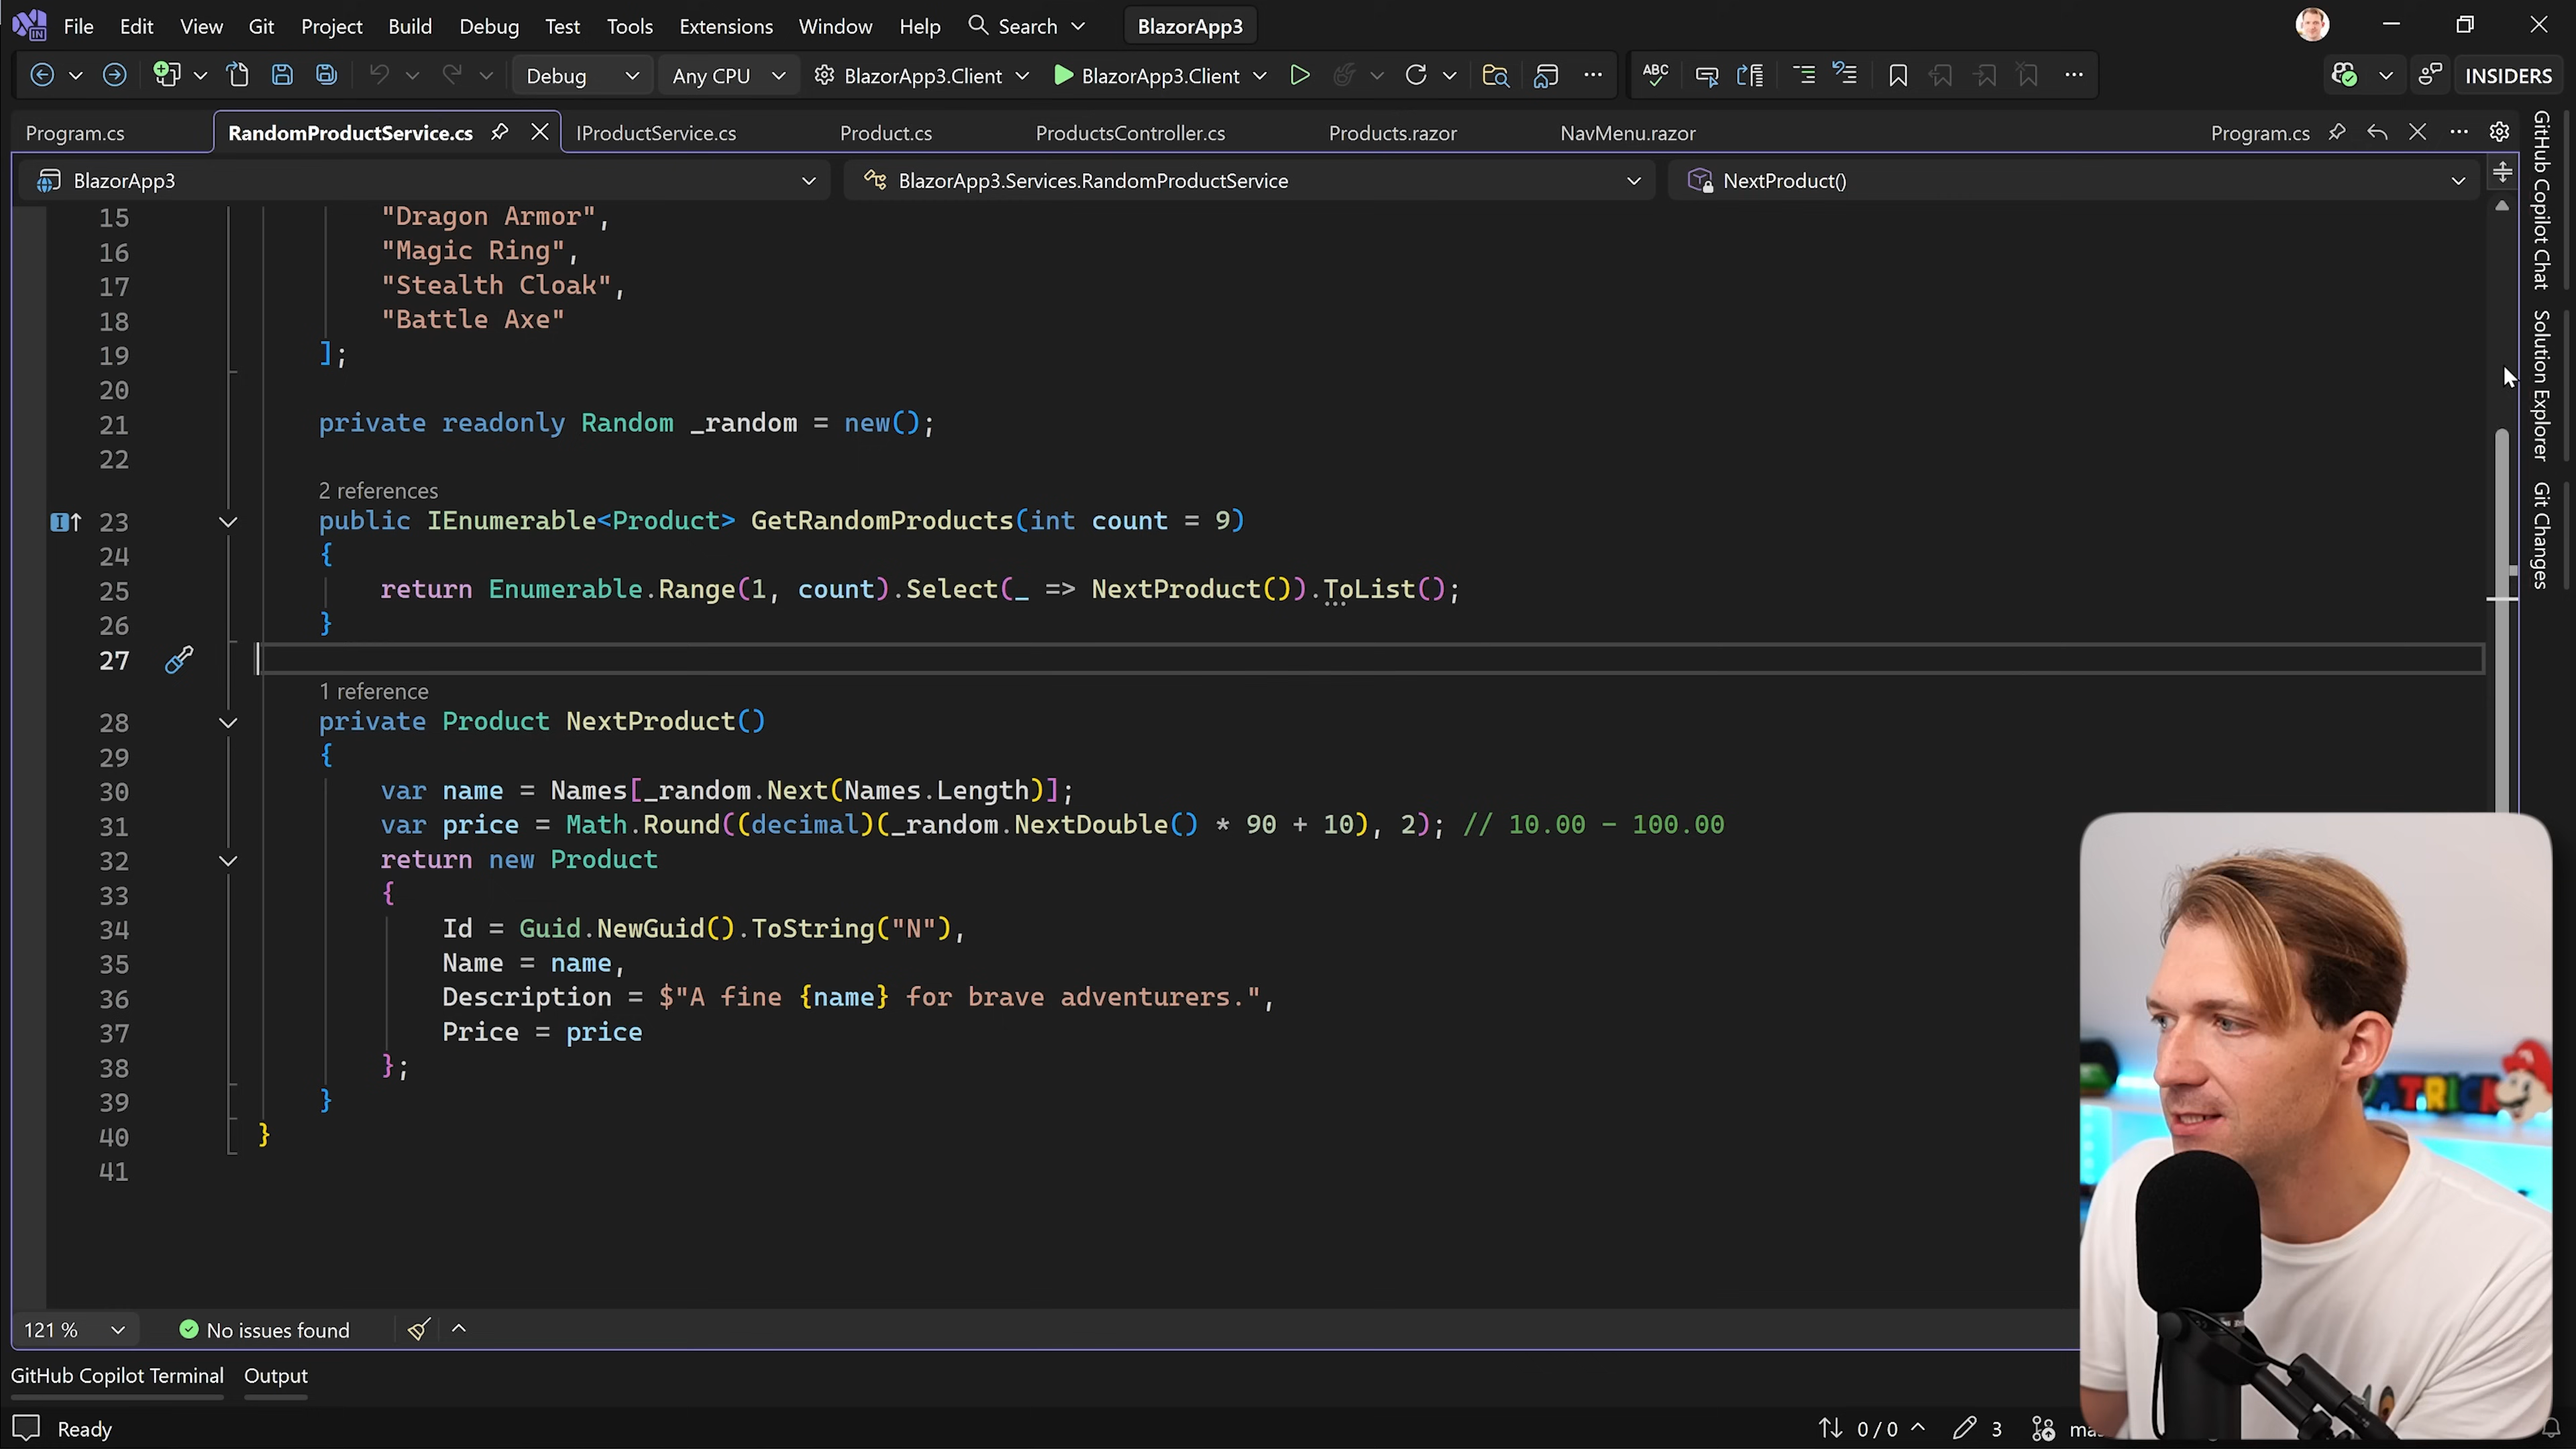 File Edit View Git Project Build Debug Test Tools Extensions Window Help Search BlazorApp3
Debug Any CPU BlazorApp3.Client BlazorApp3.Client ABC INSIDERS
Program.cs RandomProductService.cs IProductService.cs Product.cs ProductsController.cs Products.razor NavMenu.razor Program.cs
BlazorApp3 BlazorApp3.Services.RandomProductService NextProduct()
15 "Dragon Armor",
16 "Magic Ring",
17 "Stealth Cloak",
18 "Battle Axe"
19 ];
20
21 private readonly Random _random = new();
22
2 references
23 public IEnumerable<Product> GetRandomProducts(int count = 9)
24 {
25 return Enumerable.Range(1, count).Select(_ => NextProduct()).ToList();
26 }
27
1 reference
28 private Product NextProduct()
29 {
30 var name = Names[_random.Next(Names.Length)];
31 var price = Math.Round((decimal)(_random.NextDouble() * 90 + 10), 2); // 10.00 – 100.00
32 return new Product
33 {
34 Id = Guid.NewGuid().ToString("N"),
35 Name = name,
36 Description = $"A fine {name} for brave adventurers.",
37 Price = price
38 };
39 }
40 }
41
GitHub Copilot Chat
Solution Explorer
Git Changes
121 % No issues found
GitHub Copilot Terminal Output
Ready 0 / 0 3